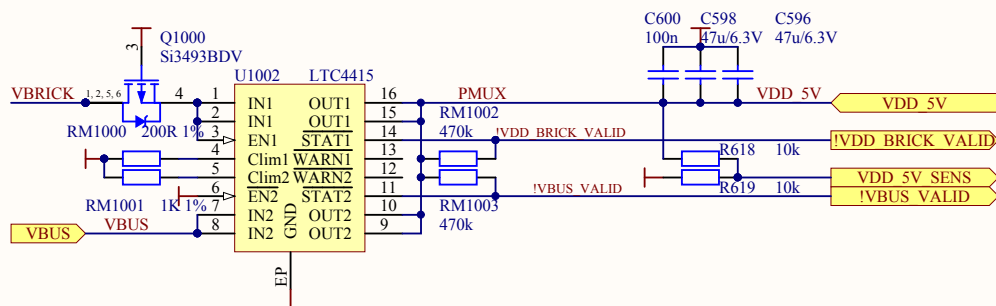 C600
100n
C598
47u/6.3V
C596
47u/6.3V
Q1000
Si3493BDV
3
U1002
LTC4415
VBRICK
1, 2, 5, 6
4
1
IN1
OUT1
16
PMUX
VDD_5V
VDD_5V
2
IN1
OUT1
15
RM1002
470k
RM1000
200R 1%
3
EN1
STAT1
14
!VDD_BRICK_VALID
!VDD_BRICK_VALID
4
Clim1
WARN1
13
R618
10k
5
Clim2
WARN2
12
VDD_5V_SENS
6
EN2
STAT2
11
!VBUS_VALID
R619
10k
!VBUS_VALID
RM1001
1K 1%
7
IN2
OUT2
10
RM1003
470k
VBUS
VBUS
8
IN2
OUT2
9
GND
EP